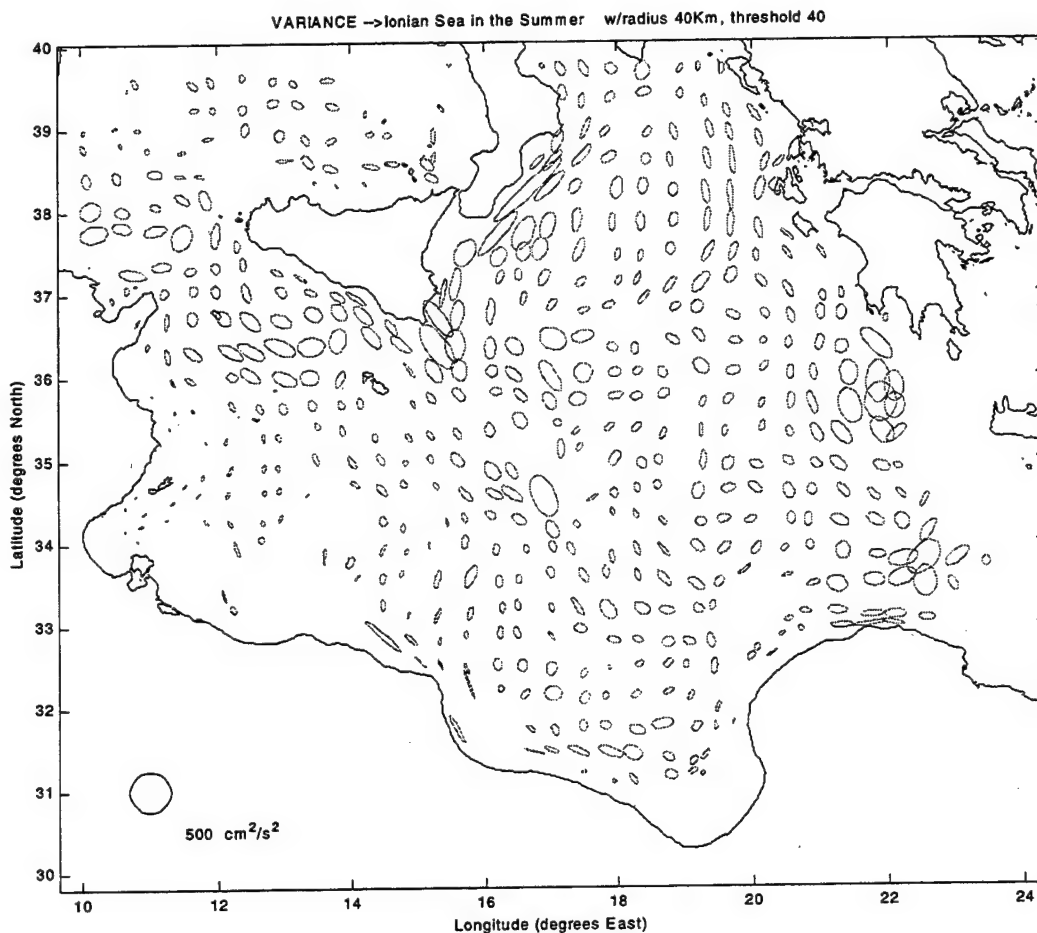 VARIANCE -->Ionian Sea in the Summer w/radius 40Km, threshold 40
40
39
38
37
36
35
34
33
32
31
30
Latitude (degrees North)
500 cm²/s²
10 12 14 16 18 20 22 24
Longitude (degrees East)